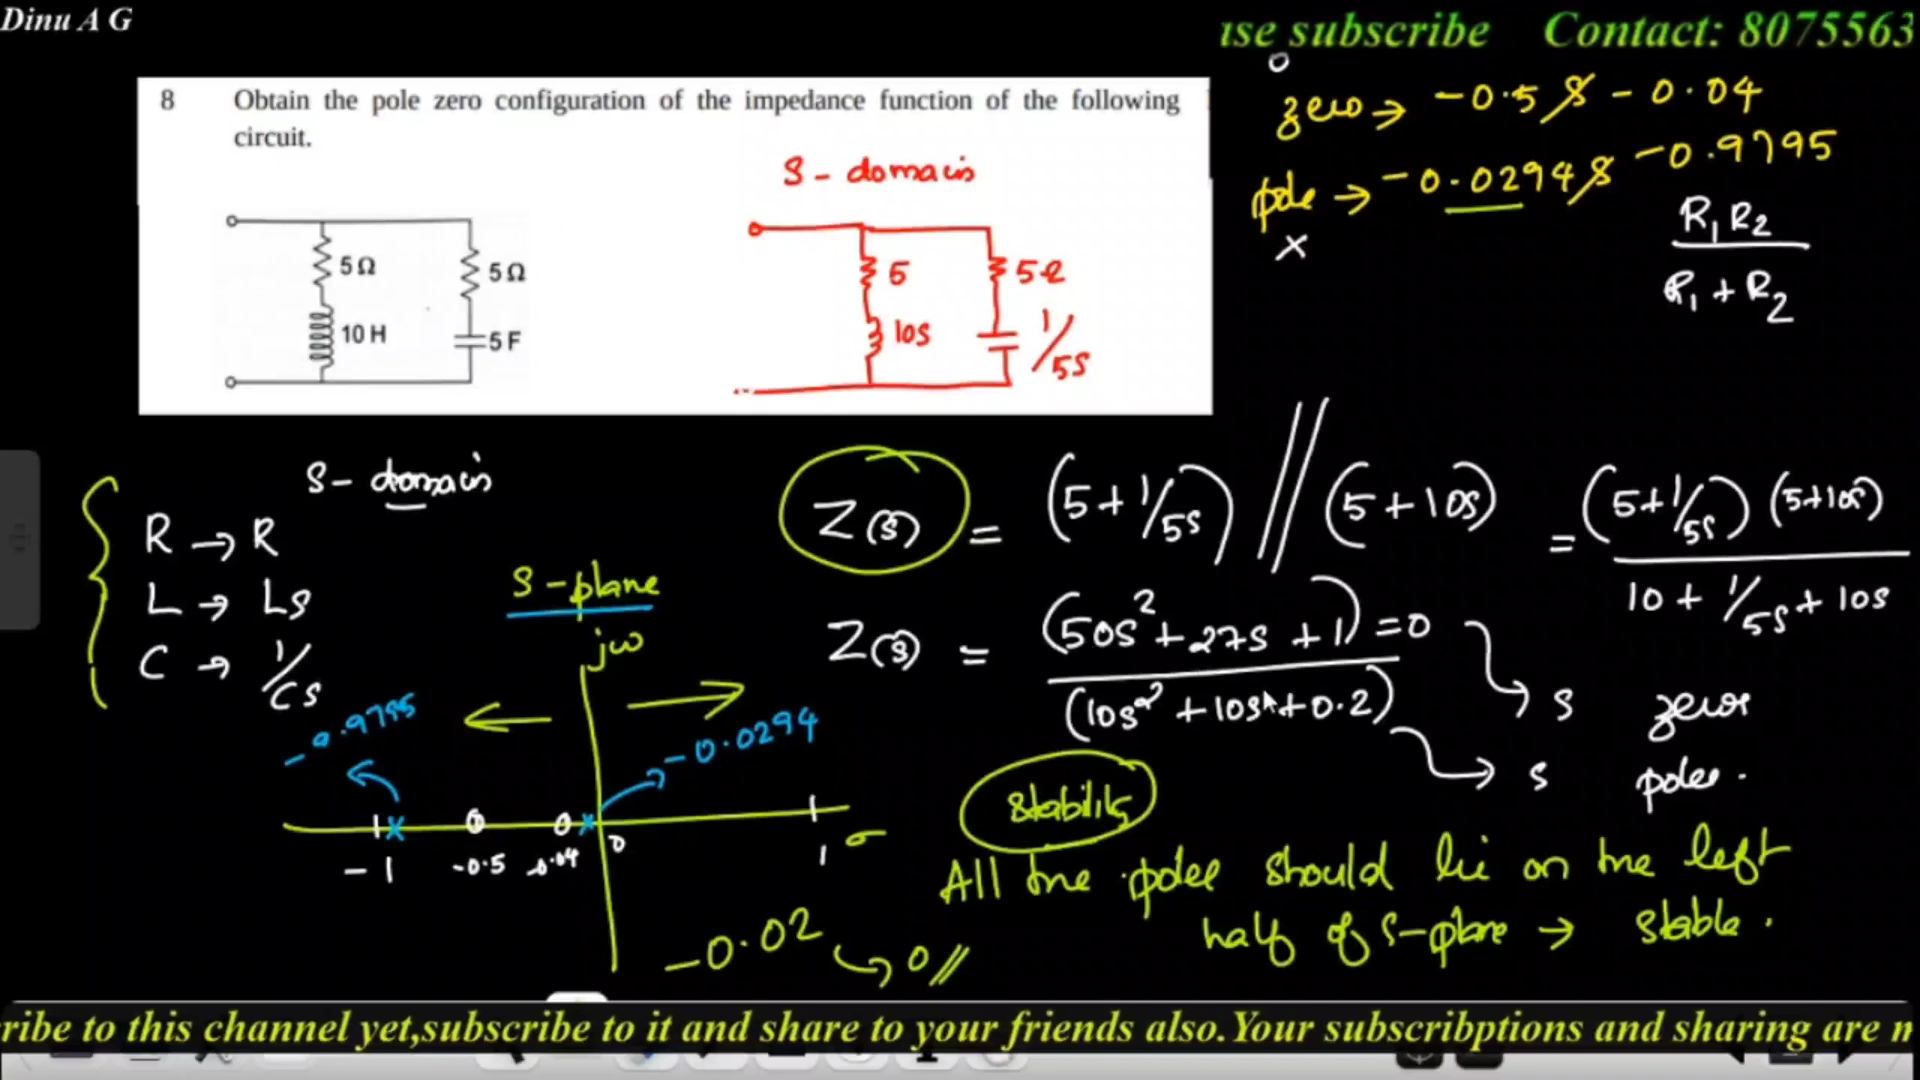 Dinu A G
ise subscribe Contact: 8075563
8 Obtain the pole zero configuration of the impedance function of the following
circuit.
5 Ω
10 H
5 Ω
5 F
S - domain
5
10s
5Ω
1/5s
zero → -0.5 & -0.04
pole → -0.0294 & -0.9795
o
x
R1 R2
R1 + R2
S - domain
R → R
L → Ls
C → 1/Cs
Z(s) = (5+1/5s) // (5+10s) = (5+1/5s) (5+10s)
10 + 1/5s + 10s
Z(s) = (50s²+27s+1) = 0
(10s²+10s+0.2)
→ s zeros
→ s poles.
S - plane
jω
-0.9795
-0.0294
-1
-0.5
-0.04
0
1
σ
-0.02
→ 0//
stability
All the poles should lie on the left
half of s-plane → stable.
ribe to this channel yet,subscribe to it and share to your friends also.Your subscribptions and sharing are m